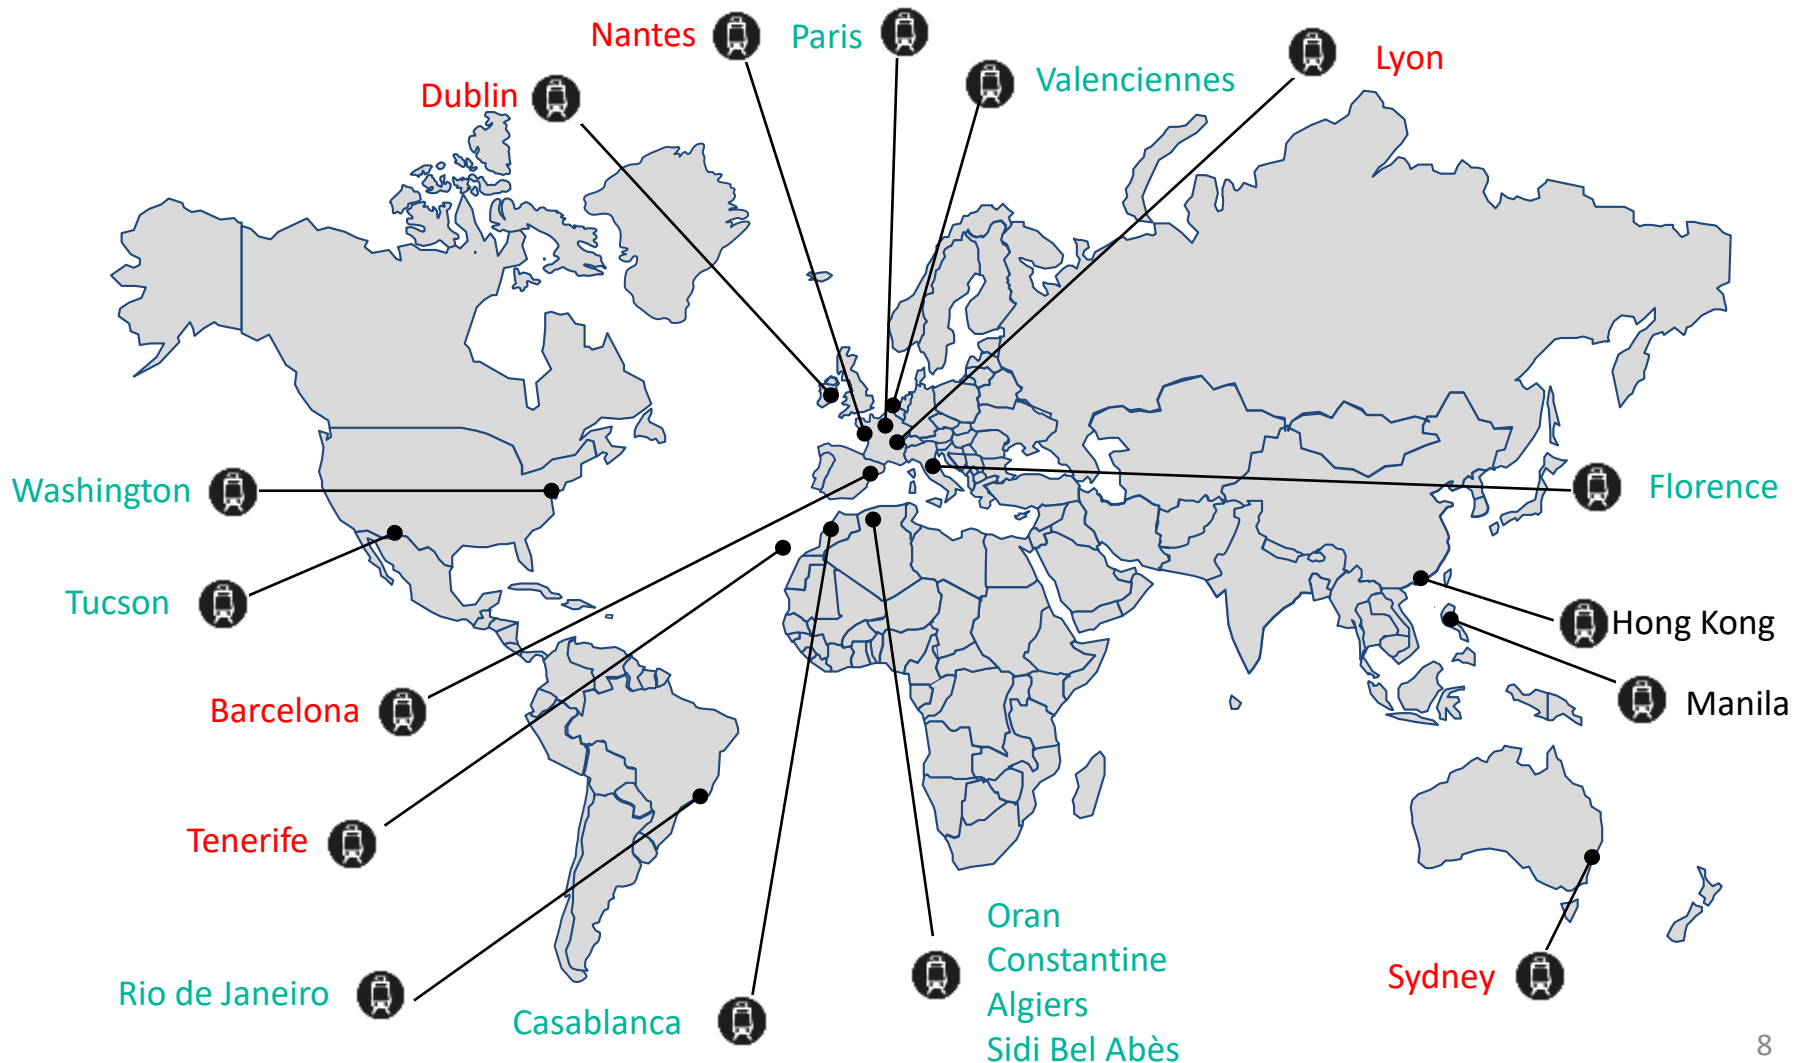 Nantes
Paris
Lyon
Valenciennes
Dublin
Washington
Florence
Tucson
Hong Kong
Barcelona
Manila
Tenerife
Oran
Constantine
Sydney
Rio de Janeiro
Algiers
Casablanca
Sidi Bel Abès
8